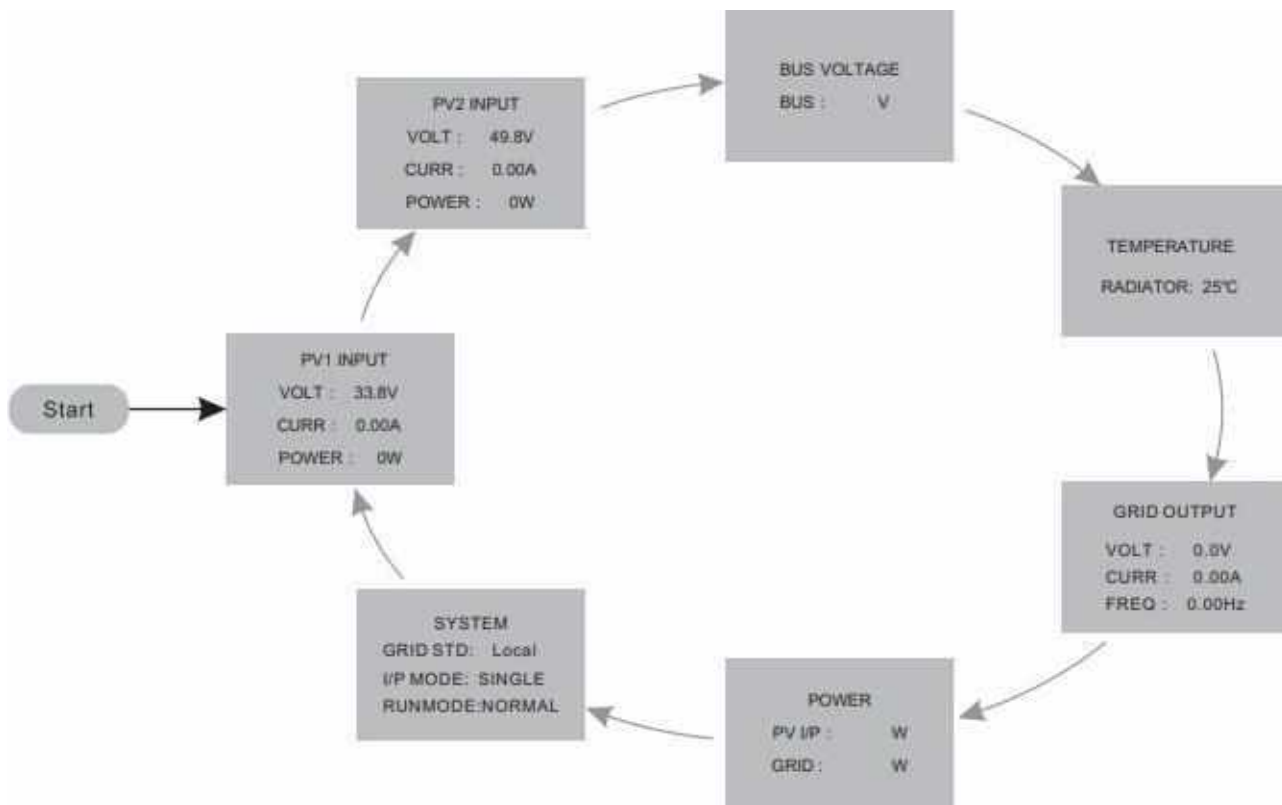 Start
PV1 INPUT
VOLT : 33.8V
CURR : 0.00A
POWER : 0W
PV2 INPUT
VOLT : 49.8V
CURR : 0.00A
POWER : 0W
BUS VOLTAGE
BUS : V
TEMPERATURE
RADIATOR: 25℃
GRID OUTPUT
VOLT : 0.0V
CURR : 0.00A
FREQ : 0.00Hz
POWER
PV I/P : W
GRID : W
SYSTEM
GRID STD: Local
I/P MODE: SINGLE
RUNMODE:NORMAL